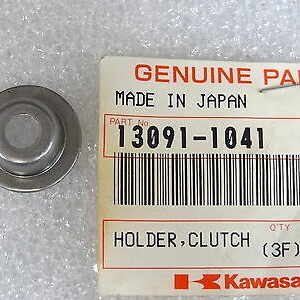 GENUINE PA
MADE IN JAPAN
PART No.
13091-1041
HOLDER,CLUTCH
Q'TY
(3F)
Kawasa